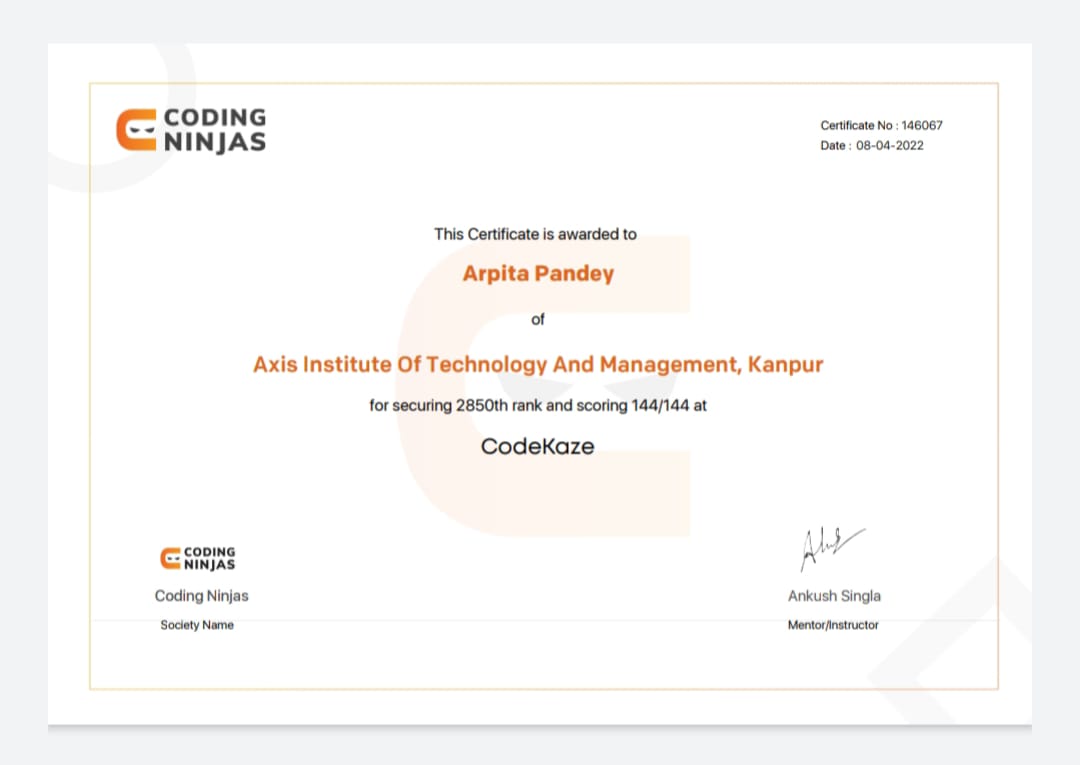 CODING
NINJAS
Certificate No : 146067
Date : 08-04-2022
This Certificate is awarded to
Arpita Pandey
of
Axis Institute Of Technology And Management, Kanpur
for securing 2850th rank and scoring 144/144 at
CodeKaze
CODING
NINJAS
Coding Ninjas
Society Name
Ankush Singla
Mentor/Instructor